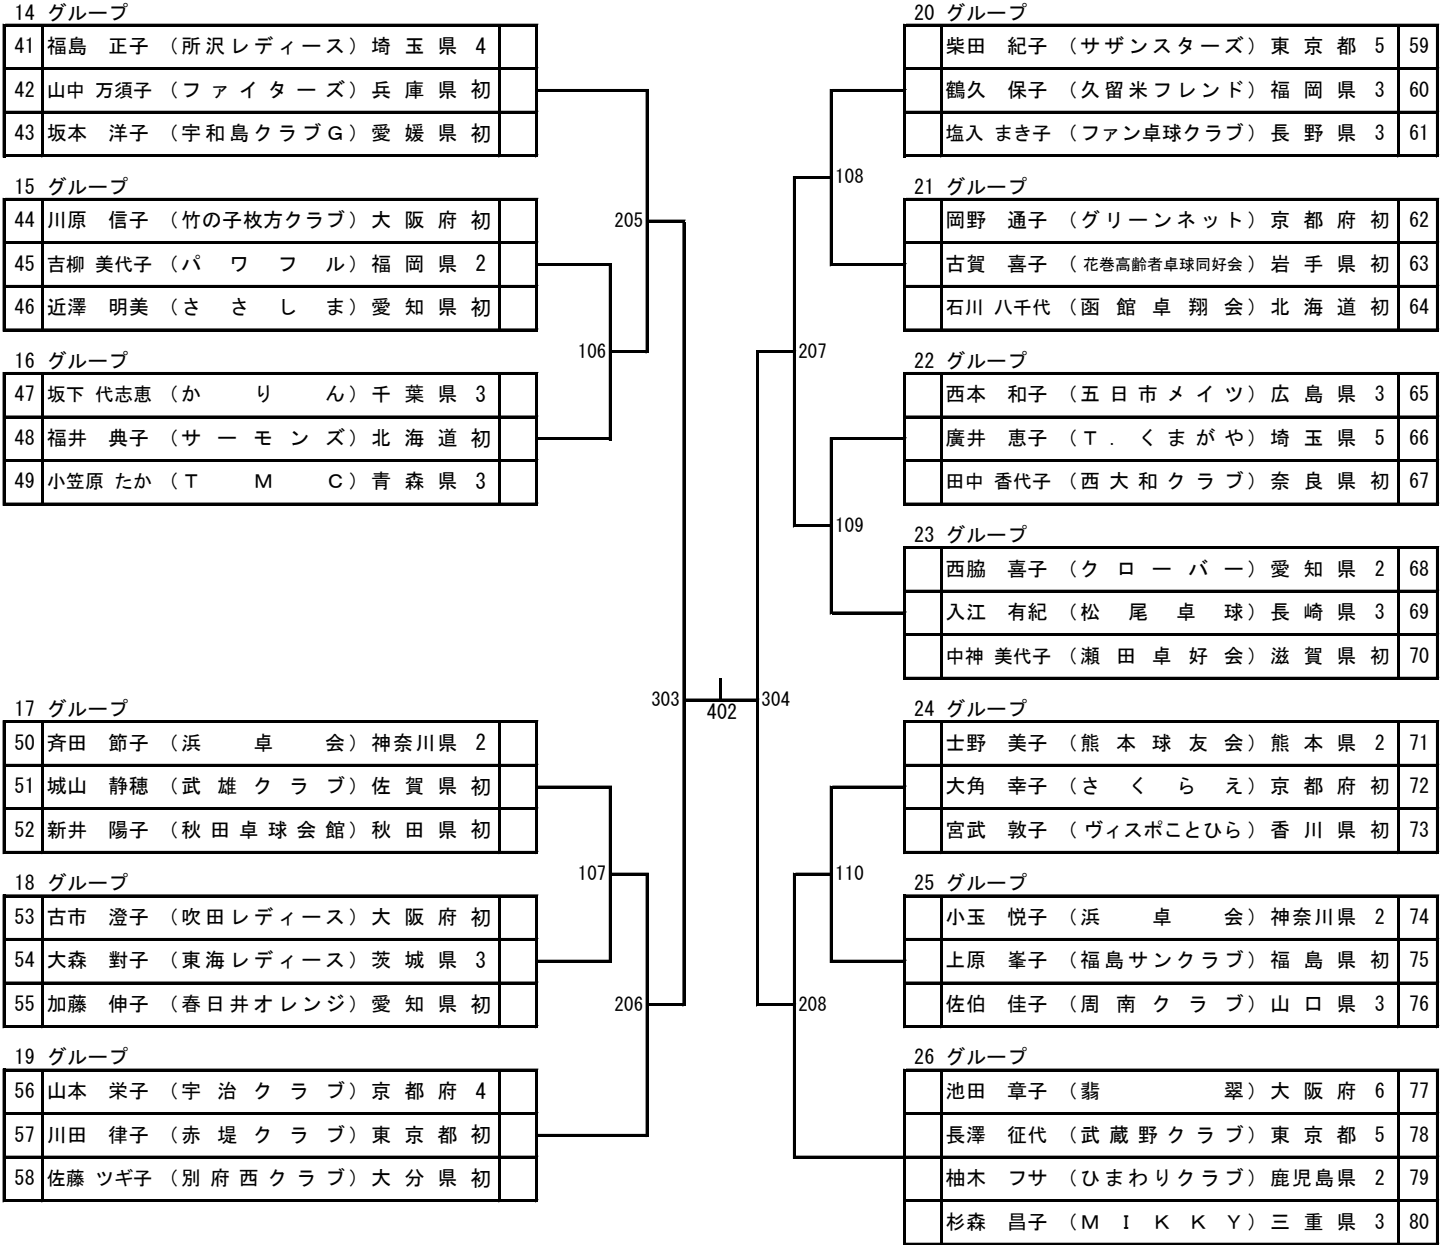 14 グループ
41 福島 正子 （所沢レディース）埼玉県 4
42 山中 万須子 （ファイターズ）兵庫県 初
43 坂本 洋子 （宇和島クラブG）愛媛県 初
15 グループ
44 川原 信子 （竹の子枚方クラブ）大阪府 初
45 吉柳 美代子 （パワフル）福岡県 2
46 近澤 明美 （ささしま）愛知県 初
16 グループ
47 坂下 代志恵 （かりん）千葉県 3
48 福井 典子 （サーモンズ）北海道 初
49 小笠原 たか （TMC）青森県 3
17 グループ
50 斉田 節子 （浜卓会）神奈川県 2
51 城山 静穂 （武雄クラブ）佐賀県 初
52 新井 陽子 （秋田卓球会館）秋田県 初
18 グループ
53 古市 澄子 （吹田レディース）大阪府 初
54 大森 對子 （東海レディース）茨城県 3
55 加藤 伸子 （春日井オレンジ）愛知県 初
19 グループ
56 山本 栄子 （宇治クラブ）京都府 4
57 川田 律子 （赤堤クラブ）東京都 初
58 佐藤 ツギ子 （別府西クラブ）大分県 初
205
106
303
107
206
402
304
108
207
109
110
208
20 グループ
柴田 紀子 （サザンスターズ）東京都 5 59
鶴久 保子 （久留米フレンド）福岡県 3 60
塩入 まき子 （ファン卓球クラブ）長野県 3 61
21 グループ
岡野 通子 （グリーンネット）京都府 初 62
古賀 喜子 （花巻高齢者卓球同好会）岩手県 初 63
石川 八千代 （函館卓翔会）北海道 初 64
22 グループ
西本 和子 （五日市メイツ）広島県 3 65
廣井 恵子 （T．くまがや）埼玉県 5 66
田中 香代子 （西大和クラブ）奈良県 初 67
23 グループ
西脇 喜子 （クローバー）愛知県 2 68
入江 有紀 （松尾卓球）長崎県 3 69
中神 美代子 （瀬田卓好会）滋賀県 初 70
24 グループ
士野 美子 （熊本球友会）熊本県 2 71
大角 幸子 （さくらえ）京都府 初 72
宮武 敦子 （ヴィスポことひら）香川県 初 73
25 グループ
小玉 悦子 （浜卓会）神奈川県 2 74
上原 峯子 （福島サンクラブ）福島県 初 75
佐伯 佳子 （周南クラブ）山口県 3 76
26 グループ
池田 章子 （翡翠）大阪府 6 77
長澤 征代 （武蔵野クラブ）東京都 5 78
柚木 フサ （ひまわりクラブ）鹿児島県 2 79
杉森 昌子 （MIKKY）三重県 3 80